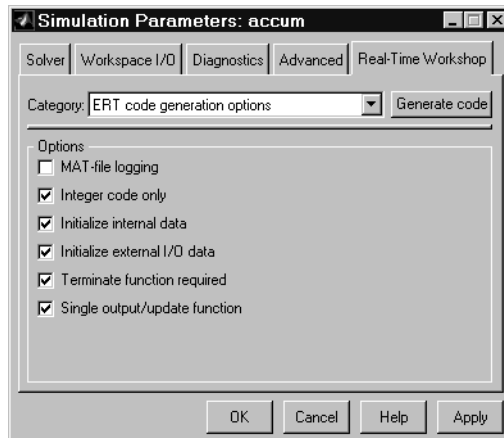 Simulation Parameters: accum
Solver Workspace I/O Diagnostics Advanced Real-Time Workshop
Category: ERT code generation options Generate code
Options
MAT-file logging
Integer code only
Initialize internal data
Initialize external I/O data
Terminate function required
Single output/update function
OK Cancel Help Apply